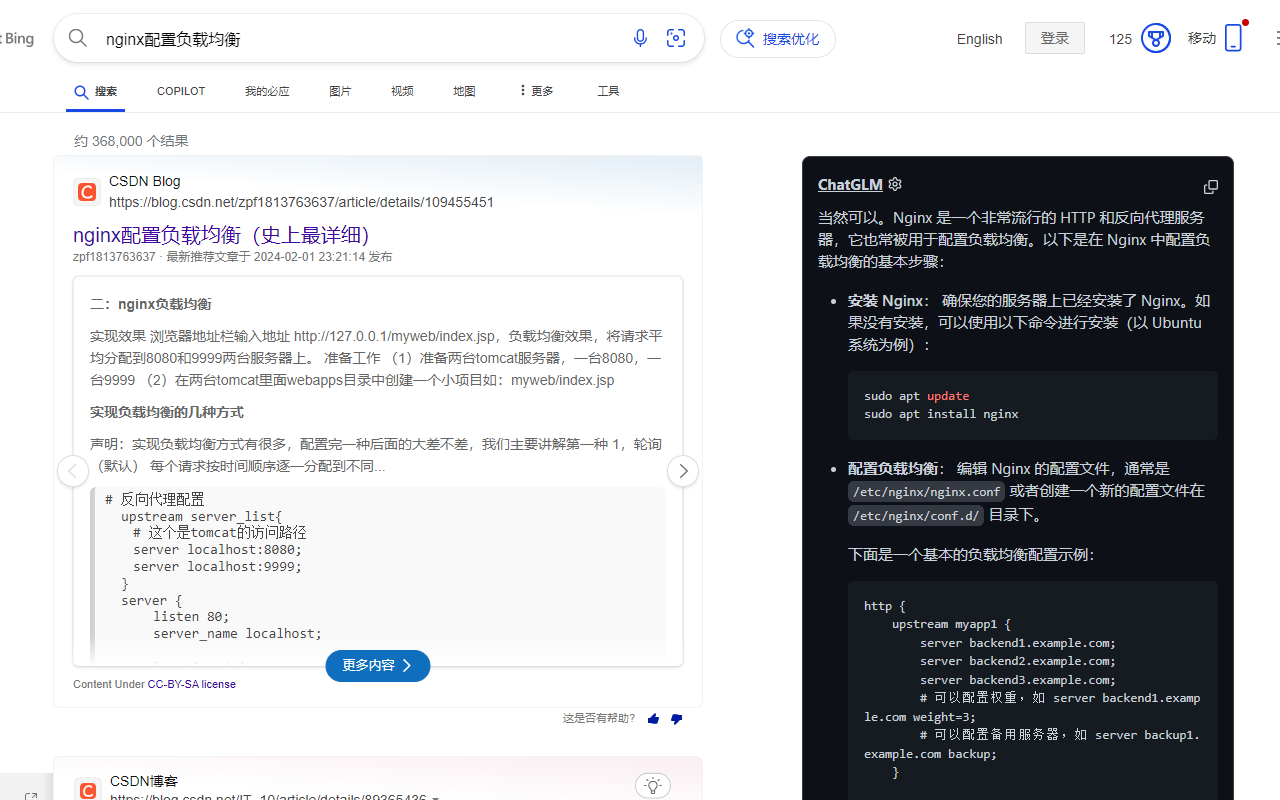 t Bing
nginx配置负载均衡
搜索优化
English
登录
125
移动
搜索
COPILOT
我的必应
图片
视频
地图
更多
工具
约 368,000 个结果
CSDN Blog
https://blog.csdn.net/zpf1813763637/article/details/109455451
nginx配置负载均衡（史上最详细）
zpf1813763637 · 最新推荐文章于 2024-02-01 23:21:14 发布
二：nginx负载均衡
实现效果 浏览器地址栏输入地址 http://127.0.0.1/myweb/index.jsp，负载均衡效果，将请求平
均分配到8080和9999两台服务器上。 准备工作 （1）准备两台tomcat服务器，一台8080，一
台9999 （2）在两台tomcat里面webapps目录中创建一个小项目如：myweb/index.jsp
实现负载均衡的几种方式
声明：实现负载均衡方式有很多，配置完一种后面的大差不差，我们主要讲解第一种 1，轮询
（默认） 每个请求按时间顺序逐一分配到不同...
# 反向代理配置
upstream server_list{
# 这个是tomcat的访问路径
server localhost:8080;
server localhost:9999;
}
server {
listen 80;
server_name localhost;
更多内容
Content Under CC-BY-SA license
这是否有帮助?
CSDN博客
https://blog.csdn.net/IT_10/article/details/89365436
ChatGLM
当然可以。Nginx 是一个非常流行的 HTTP 和反向代理服务
器，它也常被用于配置负载均衡。以下是在 Nginx 中配置负
载均衡的基本步骤：
安装 Nginx： 确保您的服务器上已经安装了 Nginx。如
果没有安装，可以使用以下命令进行安装（以 Ubuntu
系统为例）：
sudo apt update
sudo apt install nginx
配置负载均衡： 编辑 Nginx 的配置文件，通常是
/etc/nginx/nginx.conf 或者创建一个新的配置文件在
/etc/nginx/conf.d/ 目录下。
下面是一个基本的负载均衡配置示例：
http {
upstream myapp1 {
server backend1.example.com;
server backend2.example.com;
server backend3.example.com;
# 可以配置权重，如 server backend1.examp
le.com weight=3;
# 可以配置备用服务器，如 server backup1.
example.com backup;
}